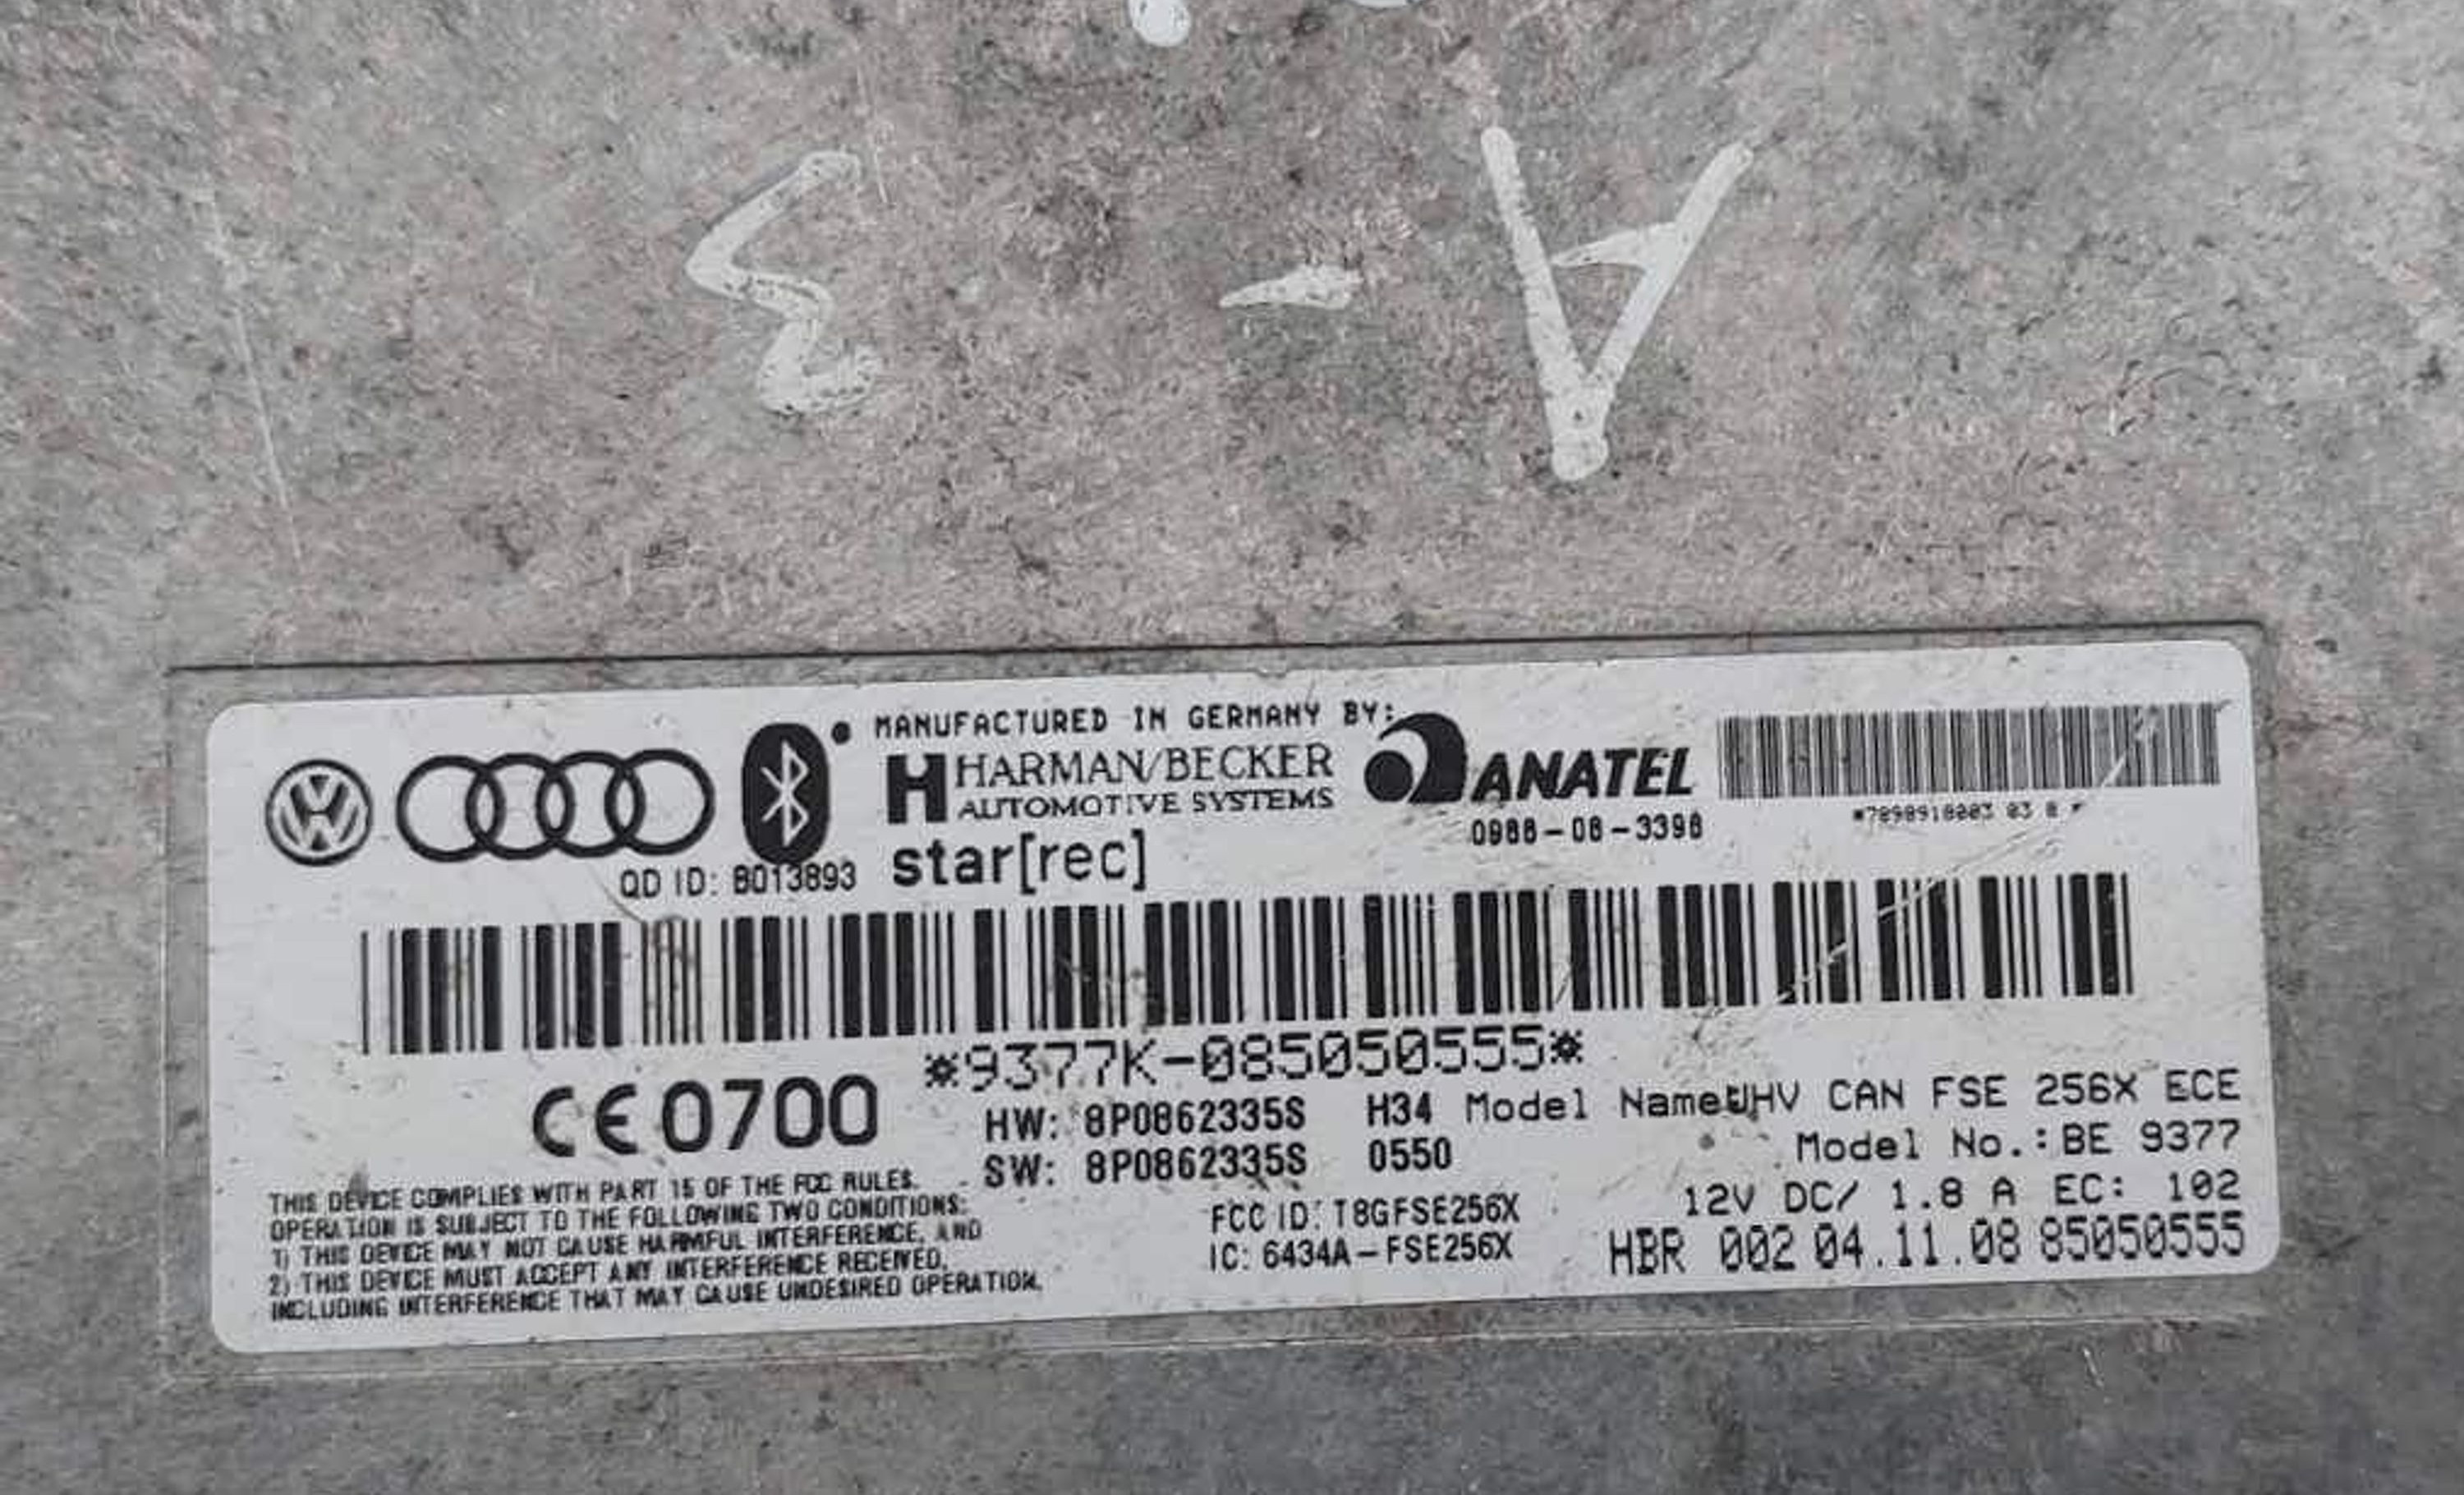 A-3
MANUFACTURED IN GERMANY BY:
HARMAN/BECKER
AUTOMOTIVE SYSTEMS
ANATEL
0988-08-3398
QD ID: B013893
star[rec]
*9377K-085050555*
CE0700
HW: 8P0862335S H34
SW: 8P0862335S 0550
Model Name: UHV CAN FSE 256X ECE
Model No.:BE 9377
12V DC/ 1.8 A EC: 102
FCC ID: T8GFSE256X
IC: 6434A-FSE256X
HBR 002 04.11.08 85050555
THIS DEVICE COMPLIES WITH PART 15 OF THE FCC RULES.
OPERATION IS SUBJECT TO THE FOLLOWING TWO CONDITIONS:
1) THIS DEVICE MAY NOT CAUSE HARMFUL INTERFERENCE, AND
2) THIS DEVICE MUST ACCEPT ANY INTERFERENCE RECEIVED,
INCLUDING INTERFERENCE THAT MAY CAUSE UNDESIRED OPERATION.